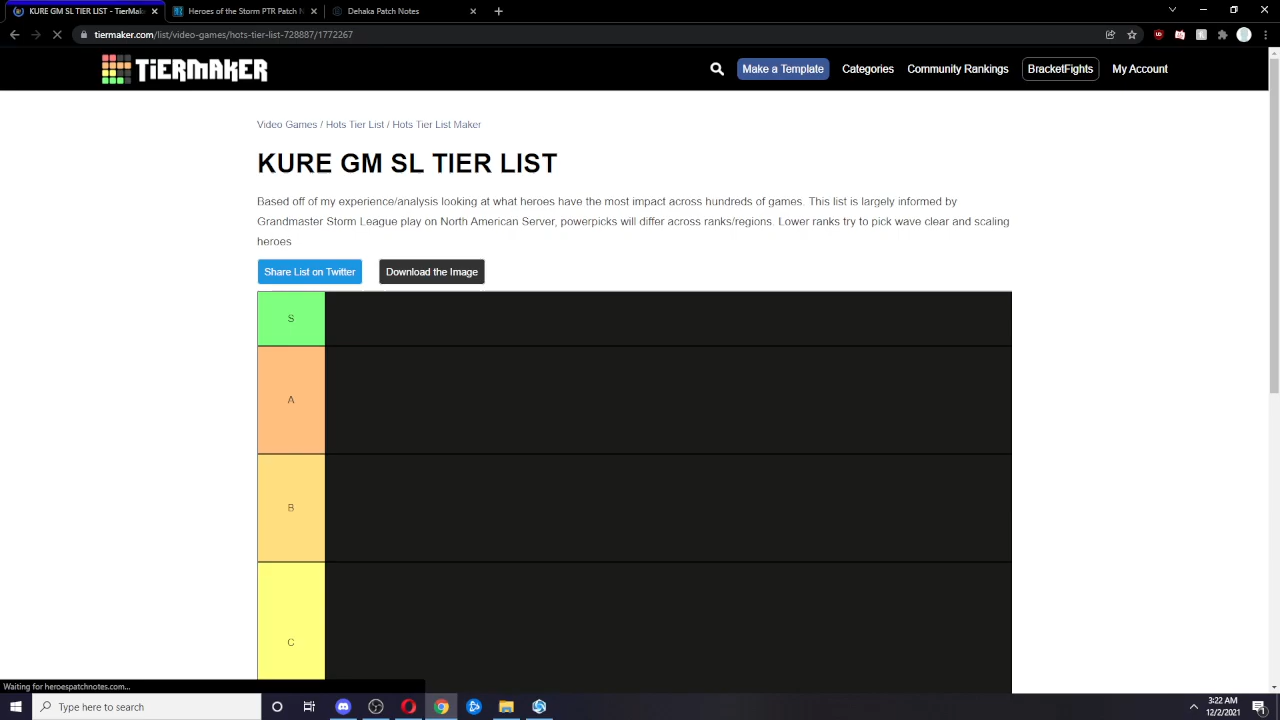 KURE GM SL TIER LIST - TierMak
Heroes of the Storm PTR Patch N
Dehaka Patch Notes
tiermaker.com/list/video-games/hots-tier-list-728887/1772267
TiERMAKER
Make a Template
Categories
Community Rankings
BracketFights
My Account
Video Games / Hots Tier List / Hots Tier List Maker
KURE GM SL TIER LIST
Based off of my experience/analysis looking at what heroes have the most impact across hundreds of games. This list is largely informed by
Grandmaster Storm League play on North American Server, powerpicks will differ across ranks/regions. Lower ranks try to pick wave clear and scaling
heroes
Share List on Twitter
Download the Image
S
A
B
C
Waiting for heroespatchnotes.com...
Type here to search
3:22 AM
12/2/2021
1